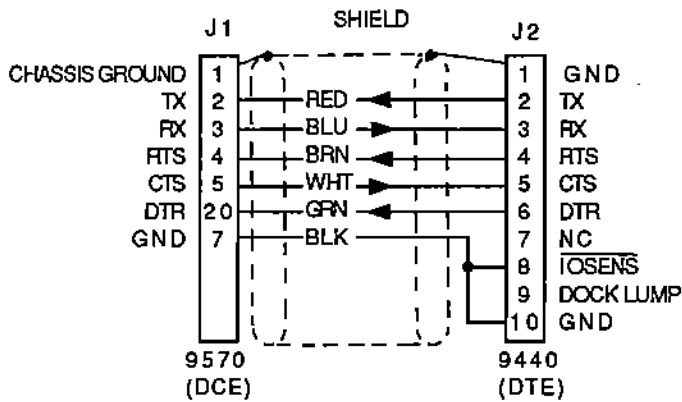 SHIELD
J1 J2
CHASSIS GROUND 1 1 GND
TX 2 RED 2 TX
RX 3 BLU 3 RX
RTS 4 BRN 4 RTS
CTS 5 WHT 5 CTS
DTR 20 GRN 6 DTR
GND 7 BLK 7 NC
8 IOSENS
9 DOCK LUMP
10 GND
9570 9440
(DCE) (DTE)